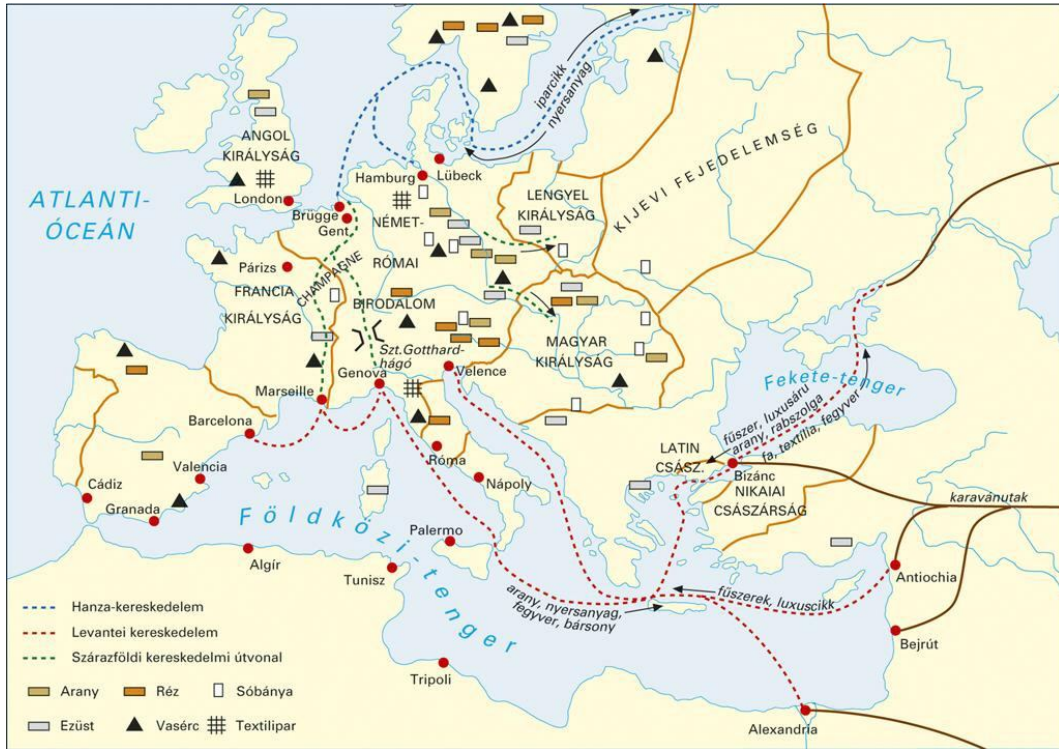 iparcikk
nyersanyag
ANGOL
KIRÁLYSÁG
London
ATLANTI-
ÓCEÁN
Hamburg
Lübeck
Brügge
Gent
NÉMET-
RÓMAI
BIRODALOM
LENGYEL
KIRÁLYSÁG
KIJEVI FEJEDELEMSÉG
Párizs
CHAMPAGNE
FRANCIA
KIRÁLYSÁG
Szt.Gotthard-
hágó
MAGYAR
KIRÁLYSÁG
Genova
Velence
Marseille
Barcelona
Valencia
Cádiz
Granada
Róma
Nápoly
Fekete-tenger
fűszer, luxusáru
arany, rabszolga
fa, textília, fegyver
LATIN
CSÁSZ.
Bizánc
NIKAIAI
CSÁSZÁRSÁG
karavánutak
Földközi-tenger
Palermo
Algír
Tunisz
Antiochia
fűszerek, luxuscikk
arany, nyersanyag,
fegyver, bársony
Bejrút
Tripoli
Alexandria
Hanza-kereskedelem
Levantei kereskedelem
Szárazföldi kereskedelmi útvonal
Arany
Réz
Sóbánya
Ezüst
Vasérc
Textilipar